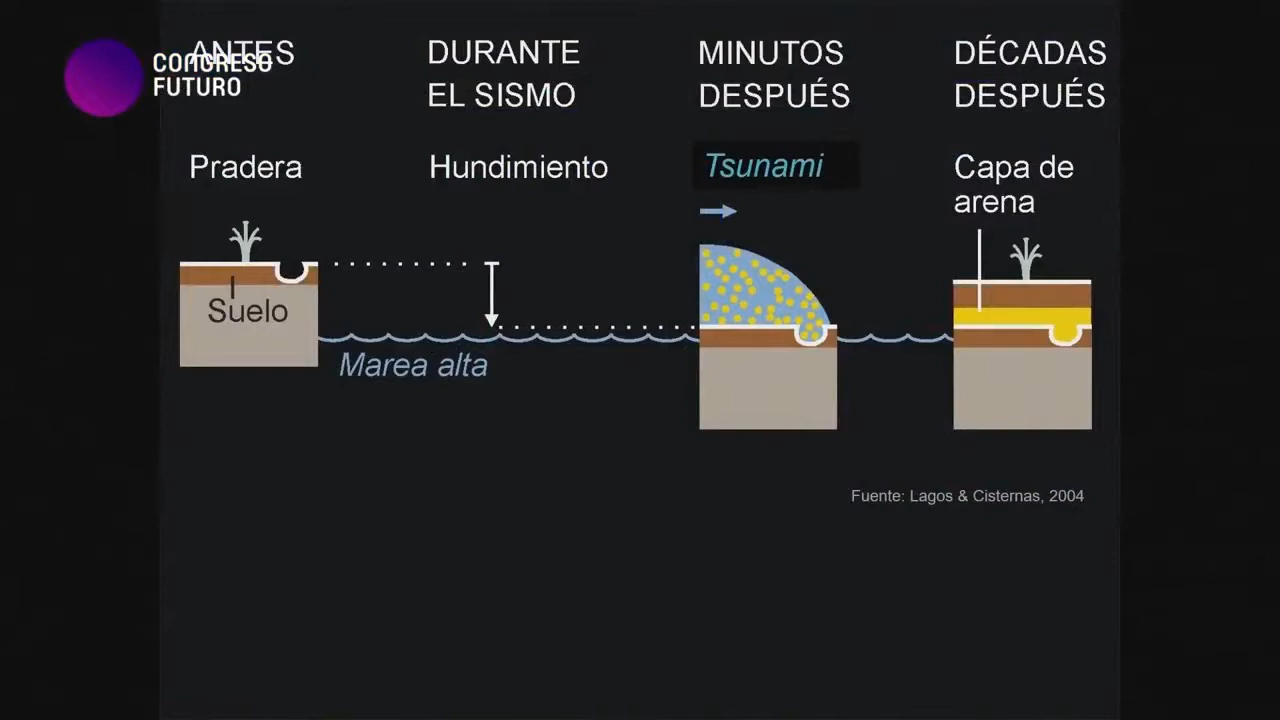 CONGRESO
FUTURO
ANTES
Pradera
Suelo
DURANTE
EL SISMO
Hundimiento
Marea alta
MINUTOS
DESPUÉS
Tsunami
DÉCADAS
DESPUÉS
Capa de
arena
Fuente: Lagos & Cisternas, 2004